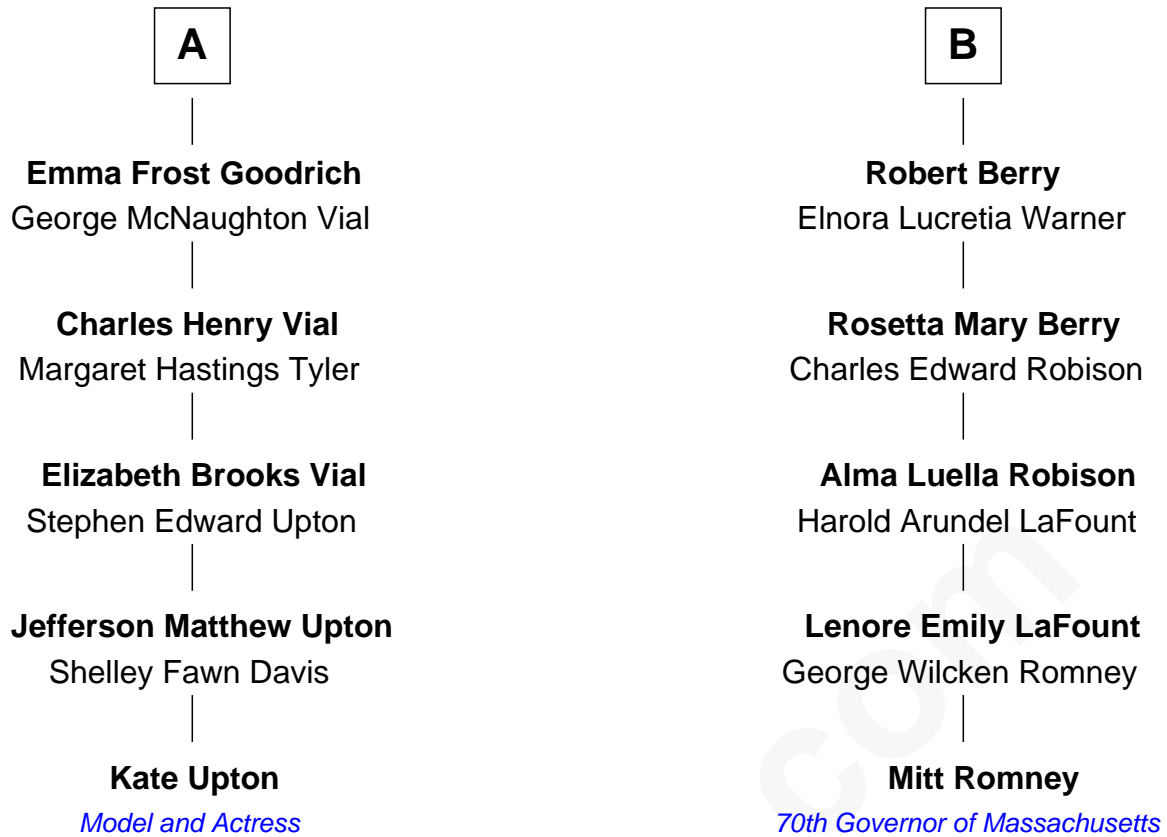 A
Emma Frost Goodrich
George McNaughton Vial
Charles Henry Vial
Margaret Hastings Tyler
Elizabeth Brooks Vial
Stephen Edward Upton
Jefferson Matthew Upton
Shelley Fawn Davis
Kate Upton
Model and Actress
B
Robert Berry
Elnora Lucretia Warner
Rosetta Mary Berry
Charles Edward Robison
Alma Luella Robison
Harold Arundel LaFount
Lenore Emily LaFount
George Wilcken Romney
Mitt Romney
70th Governor of Massachusetts
com